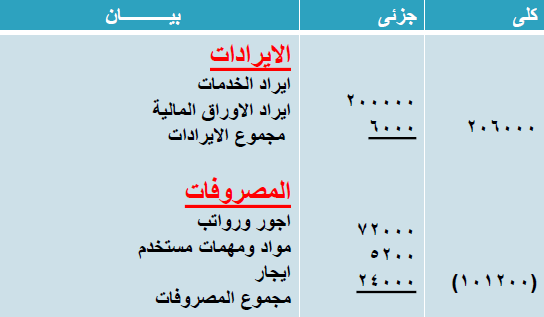 بيـــــــــان جزئى كلى
الايرادات
ايراد الخدمات ٢٠٠٠٠٠
ايراد الاوراق المالية ٦٠٠٠ ٢٠٦٠٠٠
مجموع الايرادات
المصروفات
اجور ورواتب ٧٢٠٠٠
مواد ومهمات مستخدم ٥٢٠٠
ايجار ٢٤٠٠٠ (١٠١٢٠٠)
مجموع المصروفات